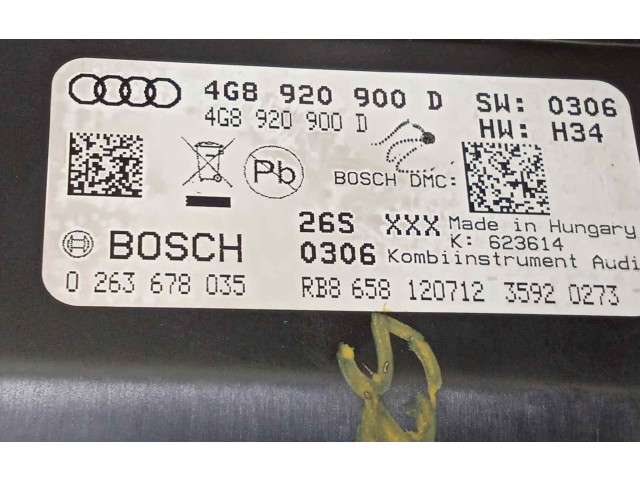 4G8 920 900 D SW: 0306
4G8 920 900 D HW: H34
Pb
BOSCH DMC:
26S XXX Made in Hungary
K: 623614
BOSCH 0306 Kombiinstrument Audi
0 263 678 035 RB8 658 120712 3592 0273